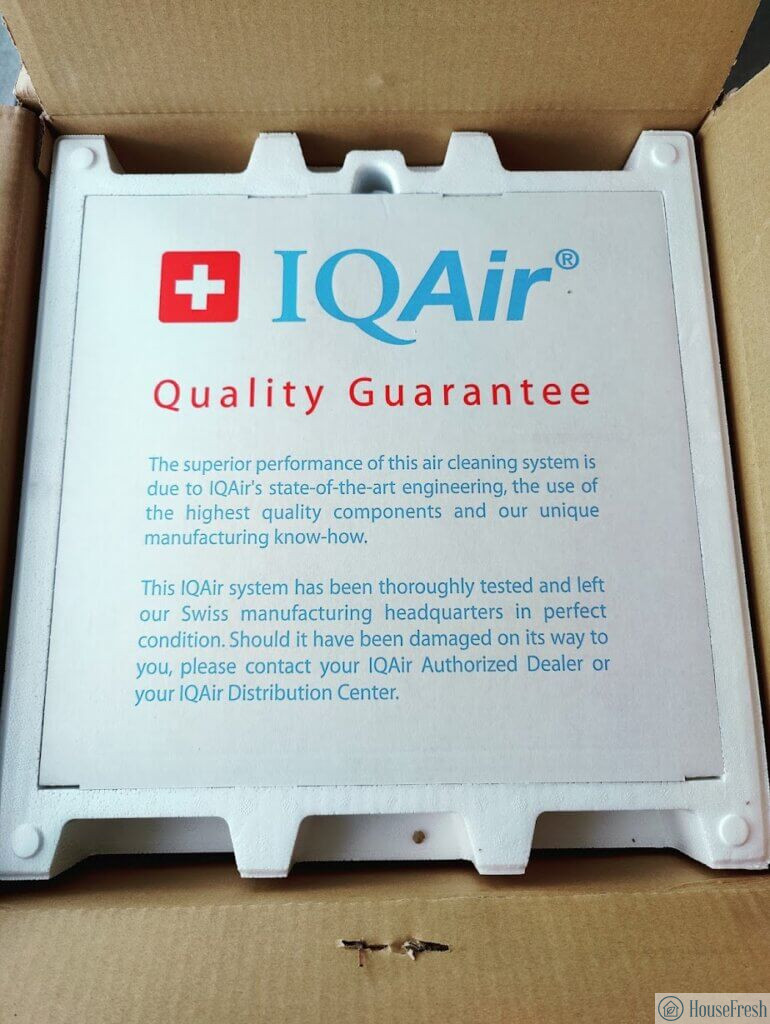 IQAir®
Quality Guarantee
The superior performance of this air cleaning system is
due to IQAir's state-of-the-art engineering, the use of
the highest quality components and our unique
manufacturing know-how.
This IQAir system has been thoroughly tested and left
our Swiss manufacturing headquarters in perfect
condition. Should it have been damaged on its way to
you, please contact your IQAir Authorized Dealer or
your IQAir Distribution Center.
HouseFresh